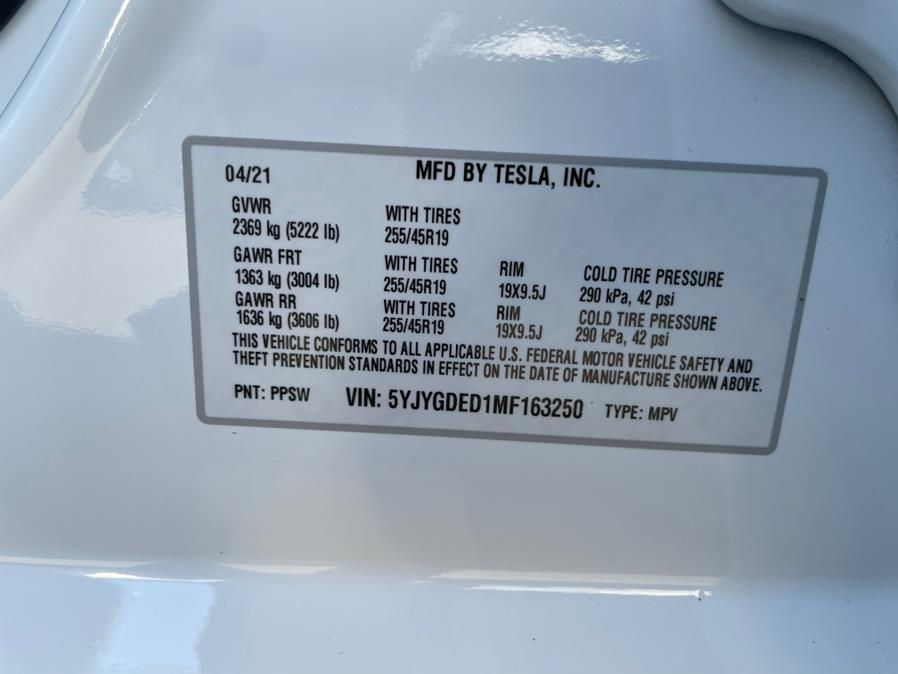 04/21 MFD BY TESLA, INC.
GVWR WITH TIRES
2369 kg (5222 lb) 255/45R19
GAWR FRT WITH TIRES RIM COLD TIRE PRESSURE
1363 kg (3004 lb) 255/45R19 19X9.5J 290 kPa, 42 psi
GAWR RR WITH TIRES RIM COLD TIRE PRESSURE
1636 kg (3606 lb) 255/45R19 19X9.5J 290 kPa, 42 psi
THIS VEHICLE CONFORMS TO ALL APPLICABLE U.S. FEDERAL MOTOR VEHICLE SAFETY AND
THEFT PREVENTION STANDARDS IN EFFECT ON THE DATE OF MANUFACTURE SHOWN ABOVE.
PNT: PPSW VIN: 5YJYGDED1MF163250 TYPE: MPV